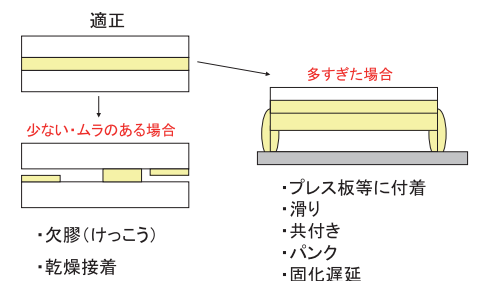 適正
多すぎた場合
少ない・ムラのある場合
・欠膠(けっこう)
・乾燥接着
・プレス板等に付着
・滑り
・共付き
・パンク
・固化遅延